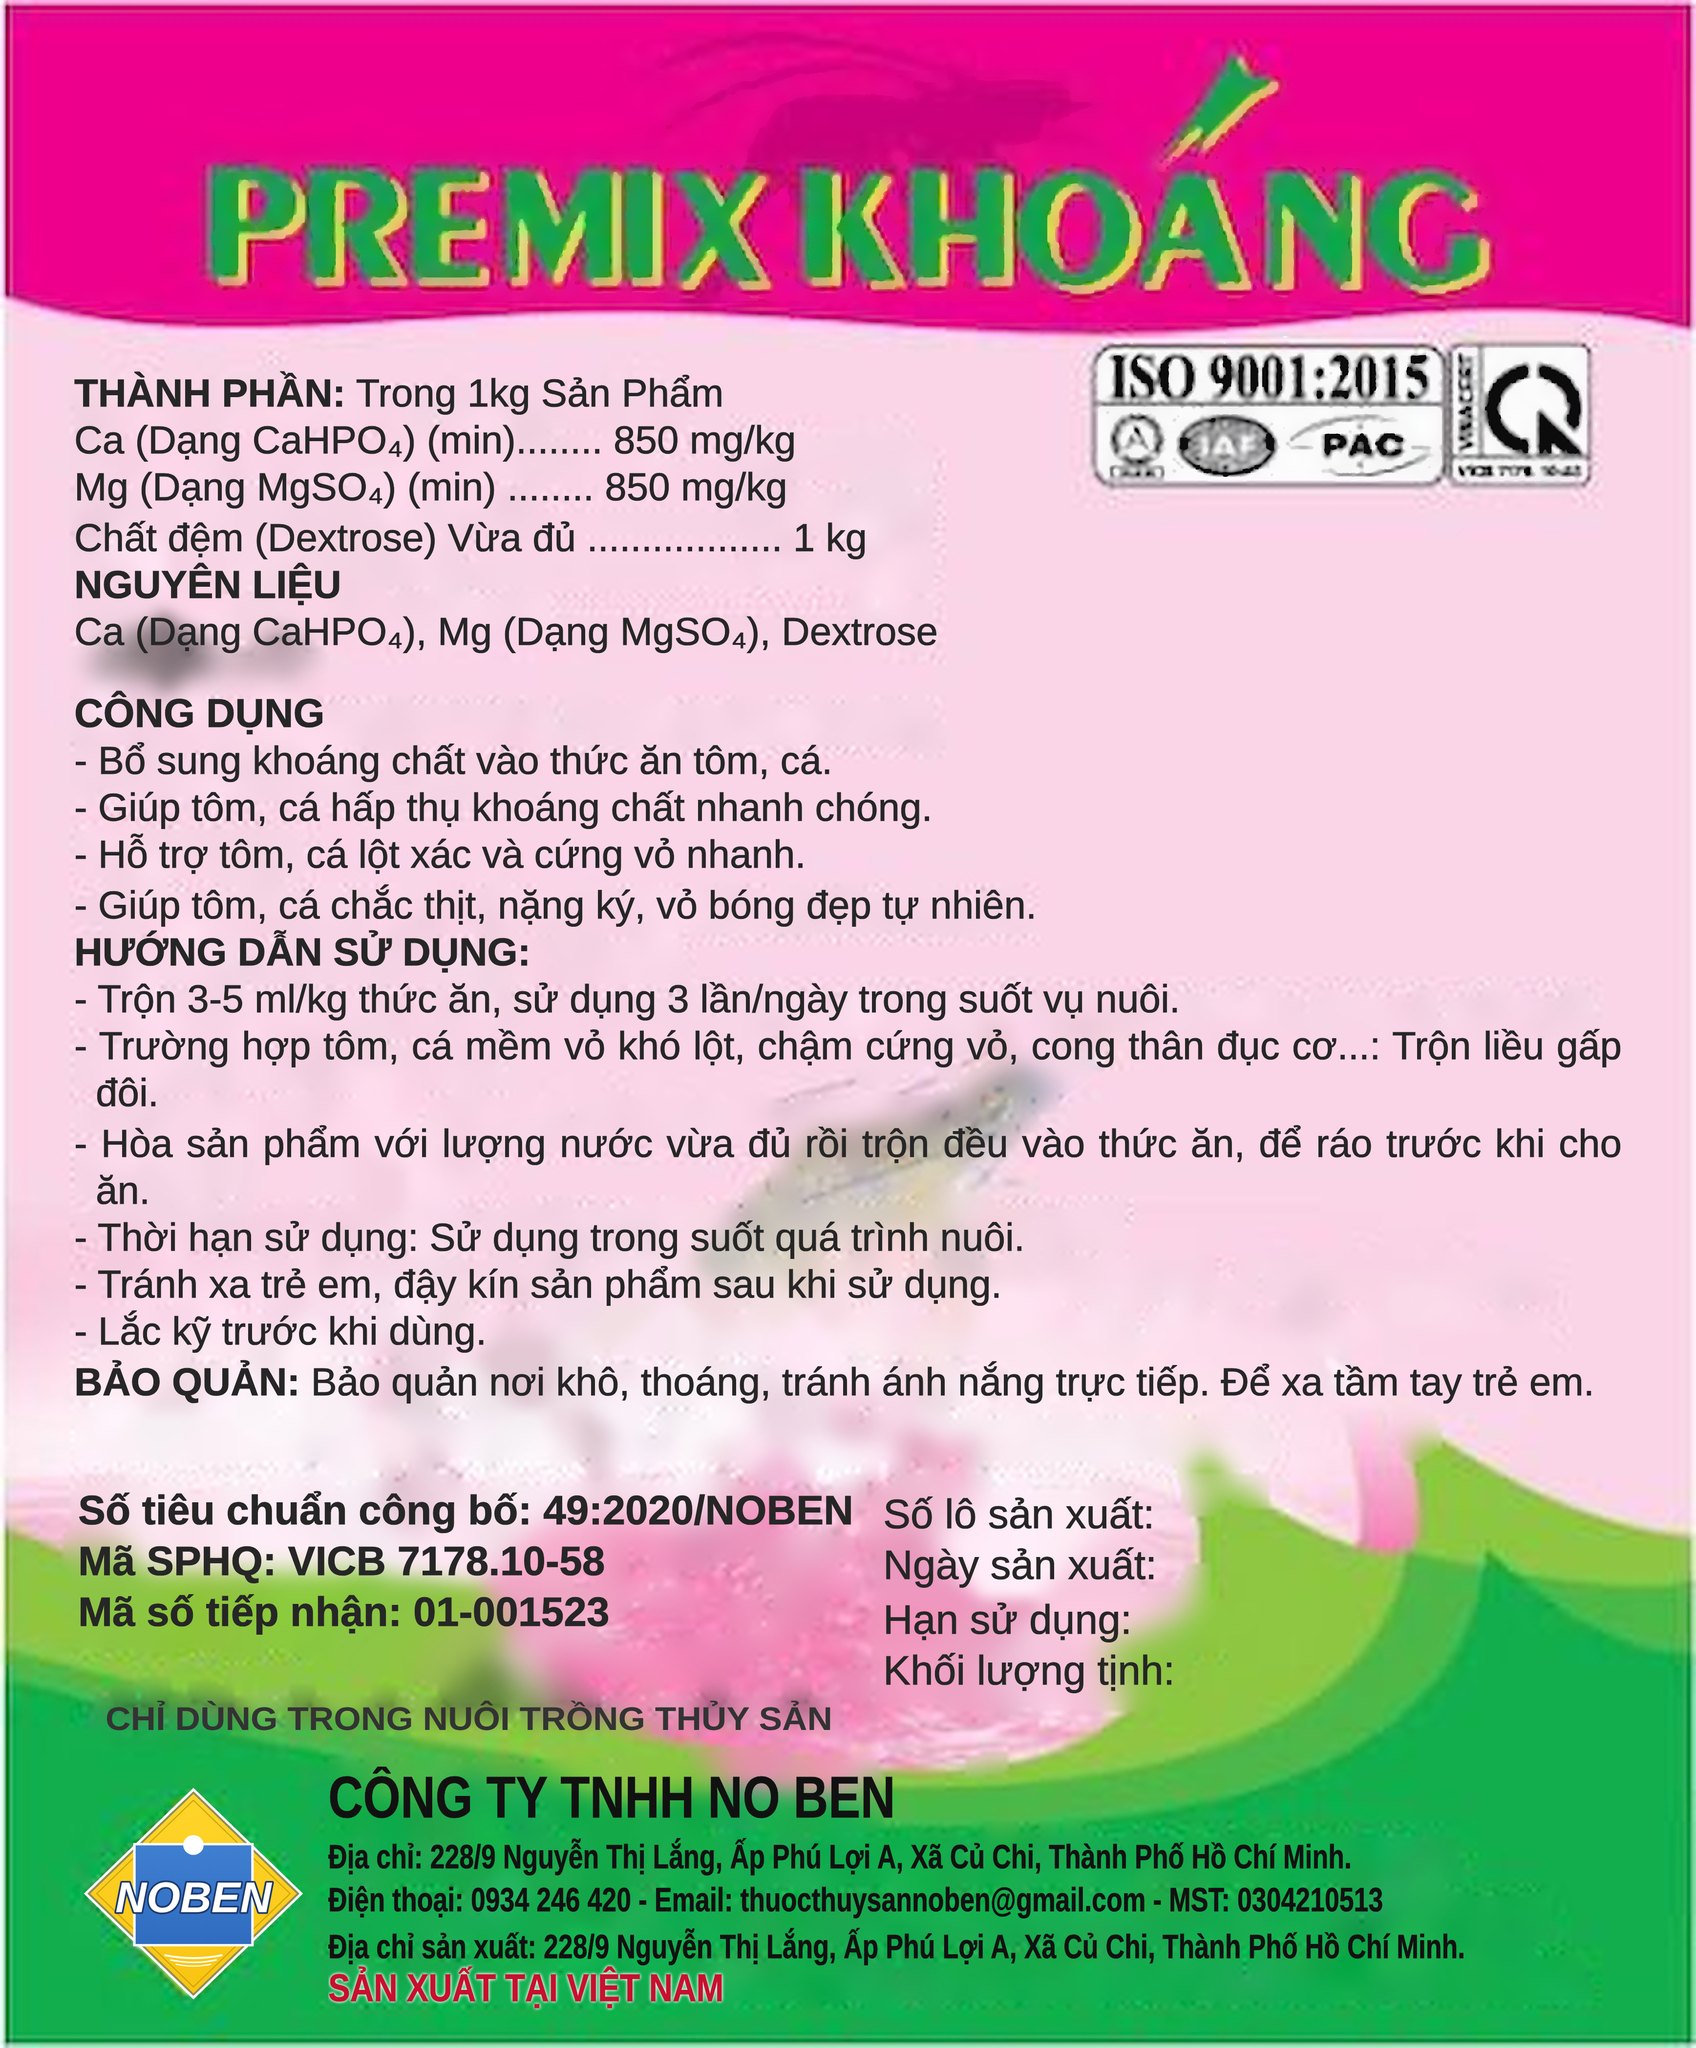 PREMIX KHOÁNG
ISO 9001:2015
IAF PAC
THÀNH PHẦN: Trong 1kg Sản Phẩm
Ca (Dạng CaHPO₄) (min)........ 850 mg/kg
Mg (Dạng MgSO₄) (min) ........ 850 mg/kg
Chất đệm (Dextrose) Vừa đủ .................. 1 kg
NGUYÊN LIỆU
Ca (Dạng CaHPO₄), Mg (Dạng MgSO₄), Dextrose
CÔNG DỤNG
- Bổ sung khoáng chất vào thức ăn tôm, cá.
- Giúp tôm, cá hấp thụ khoáng chất nhanh chóng.
- Hỗ trợ tôm, cá lột xác và cứng vỏ nhanh.
- Giúp tôm, cá chắc thịt, nặng ký, vỏ bóng đẹp tự nhiên.
HƯỚNG DẪN SỬ DỤNG:
- Trộn 3-5 ml/kg thức ăn, sử dụng 3 lần/ngày trong suốt vụ nuôi.
- Trường hợp tôm, cá mềm vỏ khó lột, chậm cứng vỏ, cong thân đục cơ...: Trộn liều gấp
đôi.
- Hòa sản phẩm với lượng nước vừa đủ rồi trộn đều vào thức ăn, để ráo trước khi cho
ăn.
- Thời hạn sử dụng: Sử dụng trong suốt quá trình nuôi.
- Tránh xa trẻ em, đậy kín sản phẩm sau khi sử dụng.
- Lắc kỹ trước khi dùng.
BẢO QUẢN: Bảo quản nơi khô, thoáng, tránh ánh nắng trực tiếp. Để xa tầm tay trẻ em.
Số tiêu chuẩn công bố: 49:2020/NOBEN
Mã SPHQ: VICB 7178.10-58
Mã số tiếp nhận: 01-001523
Số lô sản xuất:
Ngày sản xuất:
Hạn sử dụng:
Khối lượng tịnh:
CHỈ DÙNG TRONG NUÔI TRỒNG THỦY SẢN
NOBEN
CÔNG TY TNHH NO BEN
Địa chỉ: 228/9 Nguyễn Thị Lắng, Ấp Phú Lợi A, Xã Củ Chi, Thành Phố Hồ Chí Minh.
Điện thoại: 0934 246 420 - Email: thuocthuysannoben@gmail.com - MST: 0304210513
Địa chỉ sản xuất: 228/9 Nguyễn Thị Lắng, Ấp Phú Lợi A, Xã Củ Chi, Thành Phố Hồ Chí Minh.
SẢN XUẤT TẠI VIỆT NAM